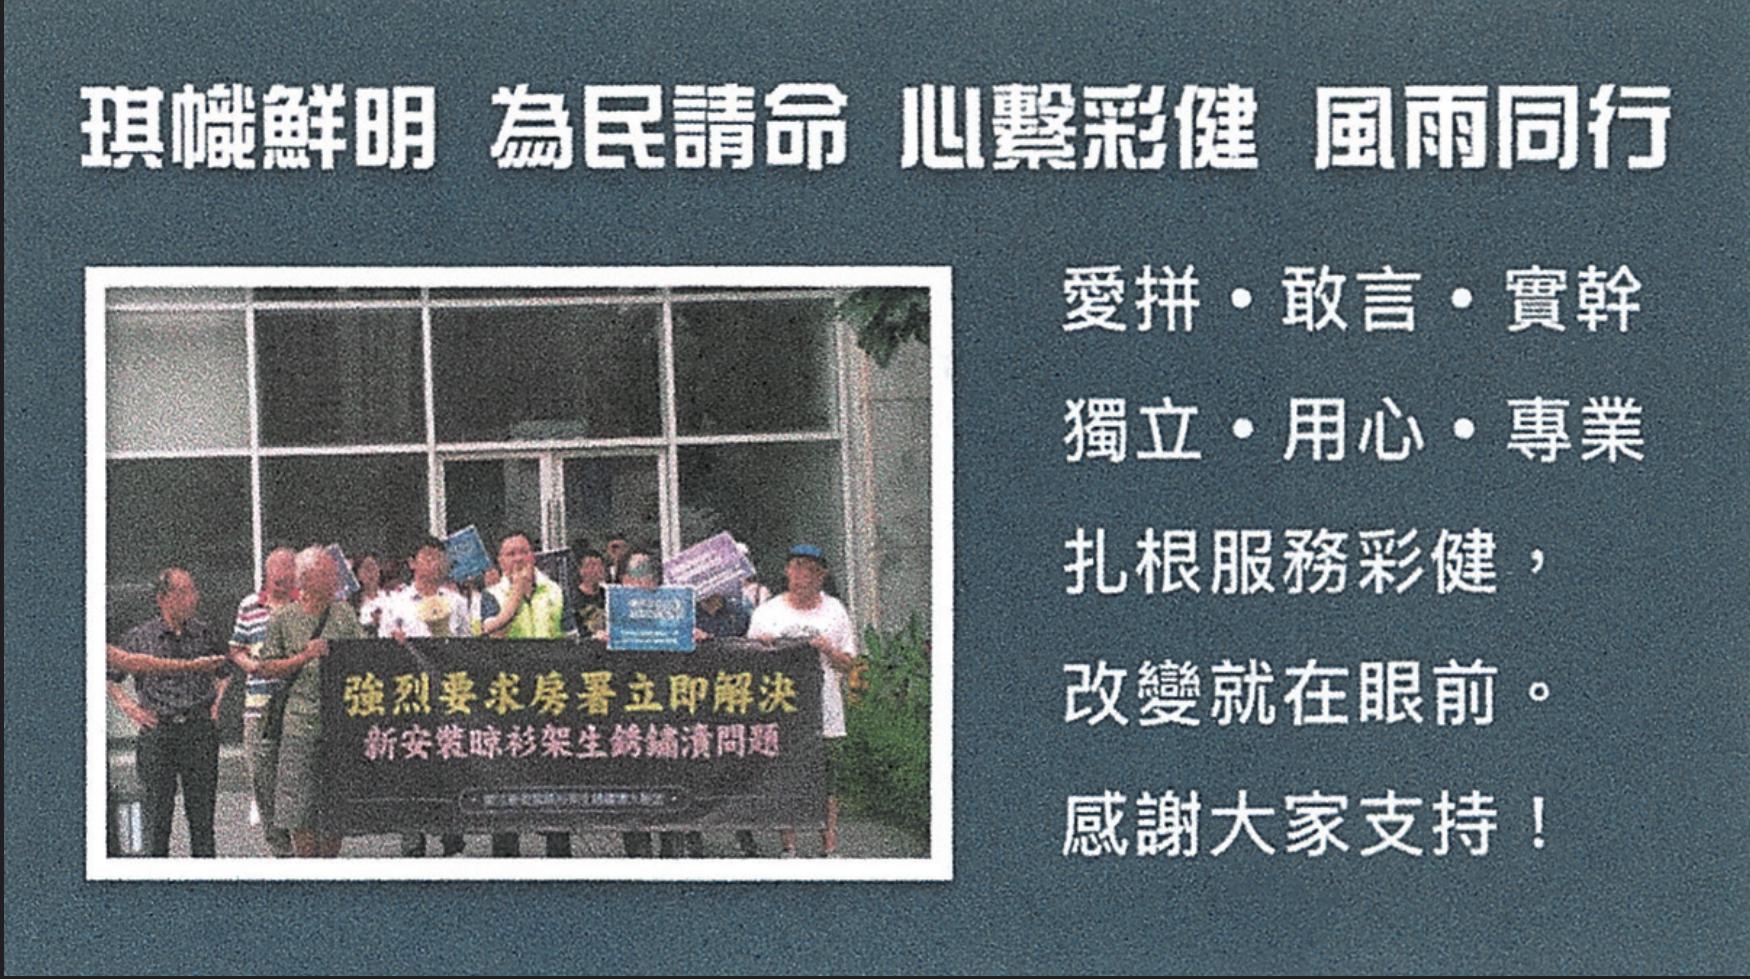 琪幟鮮明 為民請命 心繫彩健 風雨同行
愛拼•敢言•實幹
獨立•用心•專業
扎根服務彩健，
改變就在眼前。
感謝大家支持！
強烈要求房署立即解決
新安裝晾衫架生銹鏽漬問題